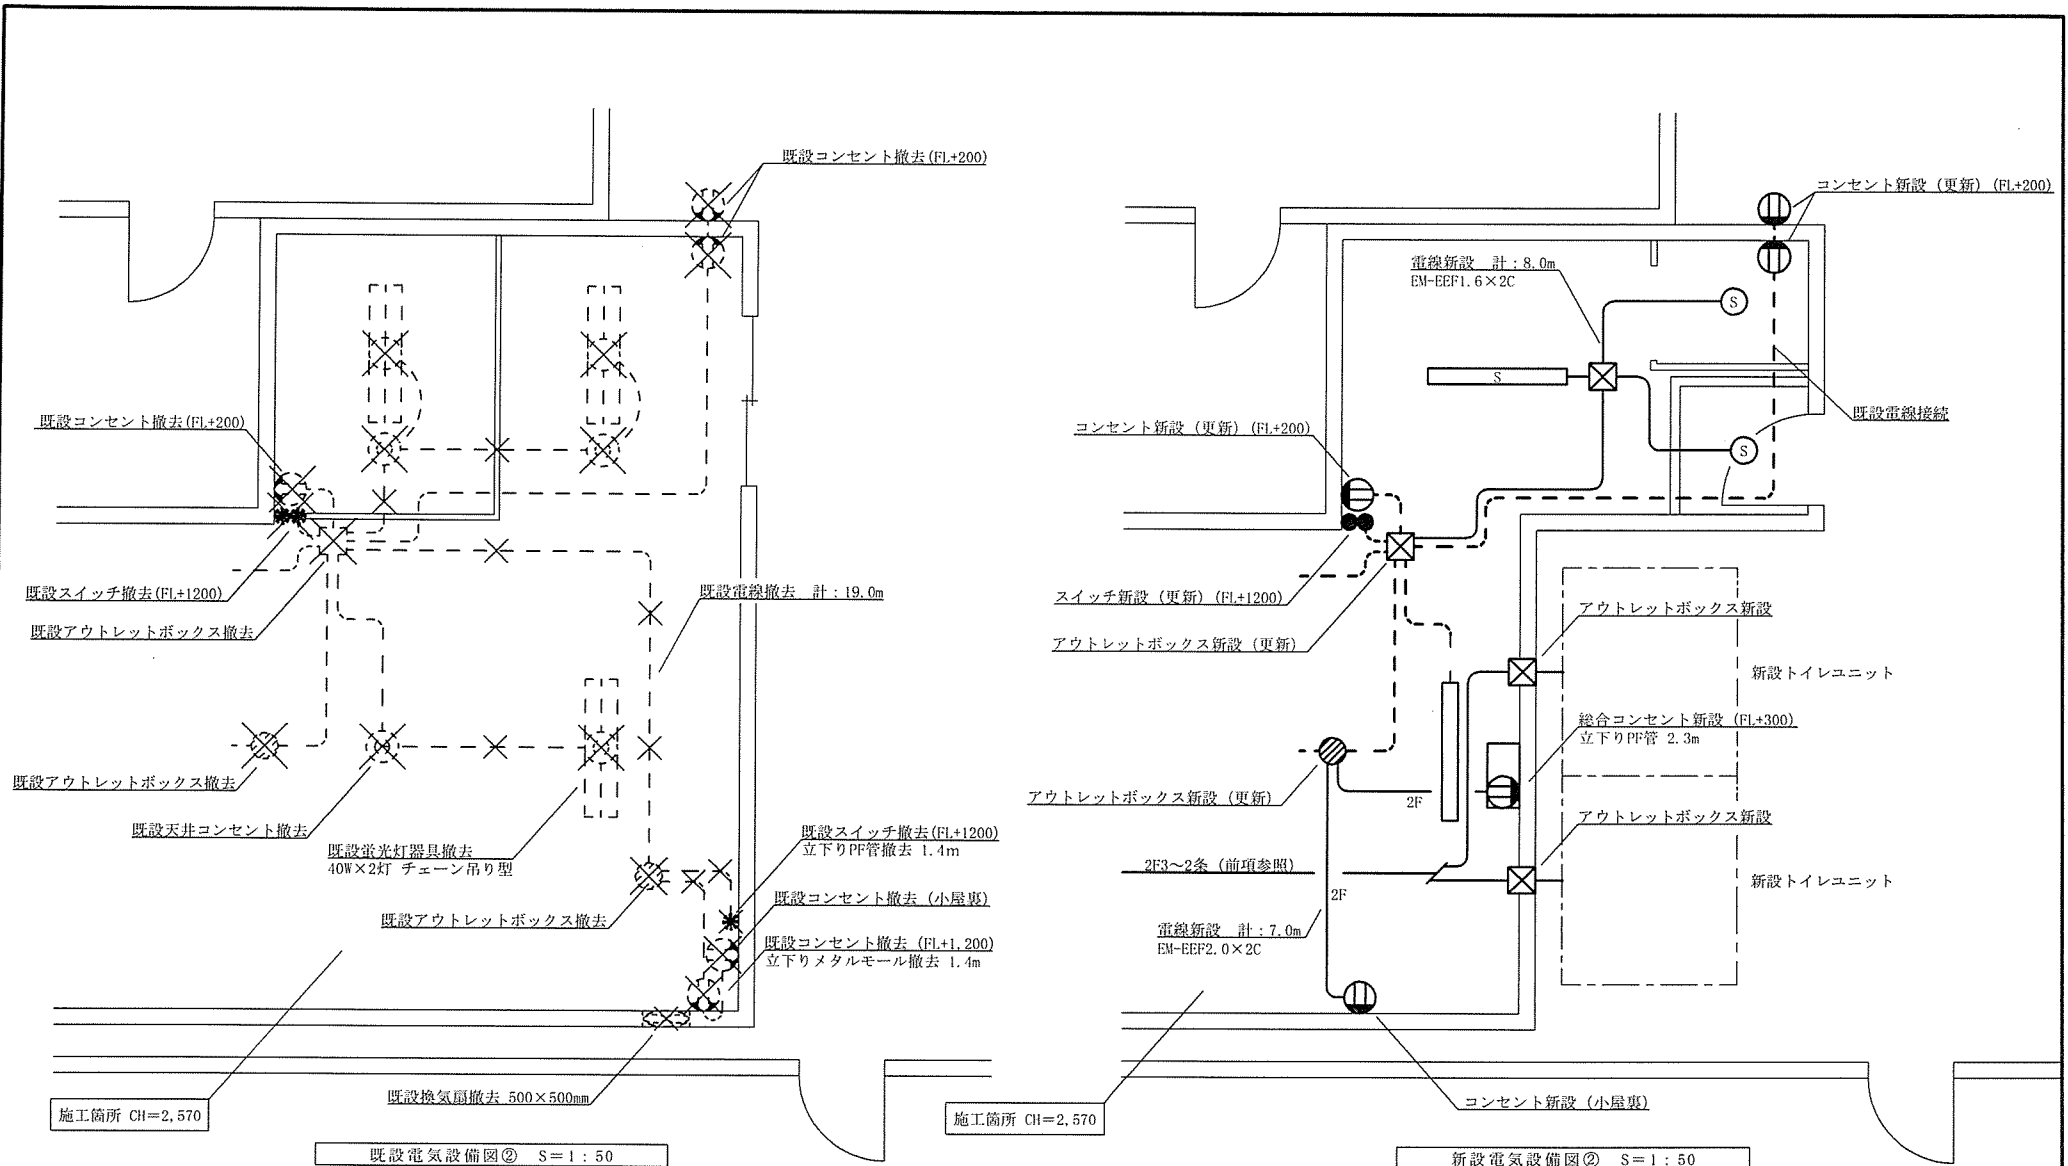 既設コンセント撤去(FL+200)
既設コンセント撤去(FL+200)
既設スイッチ撤去(FL+1200)
既設アウトレットボックス撤去
既設電線撤去 計：19.0m
既設アウトレットボックス撤去
既設天井コンセント撤去
既設蛍光灯器具撤去
40W×2灯 チェーン吊り型
既設スイッチ撤去(FL+1200)
立下りPF管撤去 1.4m
既設アウトレットボックス撤去
既設コンセント撤去 (小屋裏)
既設コンセント撤去 (FL+1,200)
立下りメタルモール撤去 1.4m
既設換気扇撤去 500×500mm
施工箇所 CH＝2,570
既設電気設備図② S＝1：50
コンセント新設 (更新) (FL+200)
電線新設 計：8.0m
EM-EEF1.6×2C
S
S
既設電線接続
コンセント新設 (更新) (FL+200)
S
スイッチ新設 (更新) (FL+1200)
アウトレットボックス新設
アウトレットボックス新設 (更新)
新設トイレユニット
総合コンセント新設 (FL+300)
立下りPF管 2.3m
アウトレットボックス新設 (更新)
2F
アウトレットボックス新設
2F3～2条 (前項参照)
新設トイレユニット
2F
電線新設 計：7.0m
EM-EEF2.0×2C
コンセント新設 (小屋裏)
施工箇所 CH＝2,570
新設電気設備図② S＝1：50